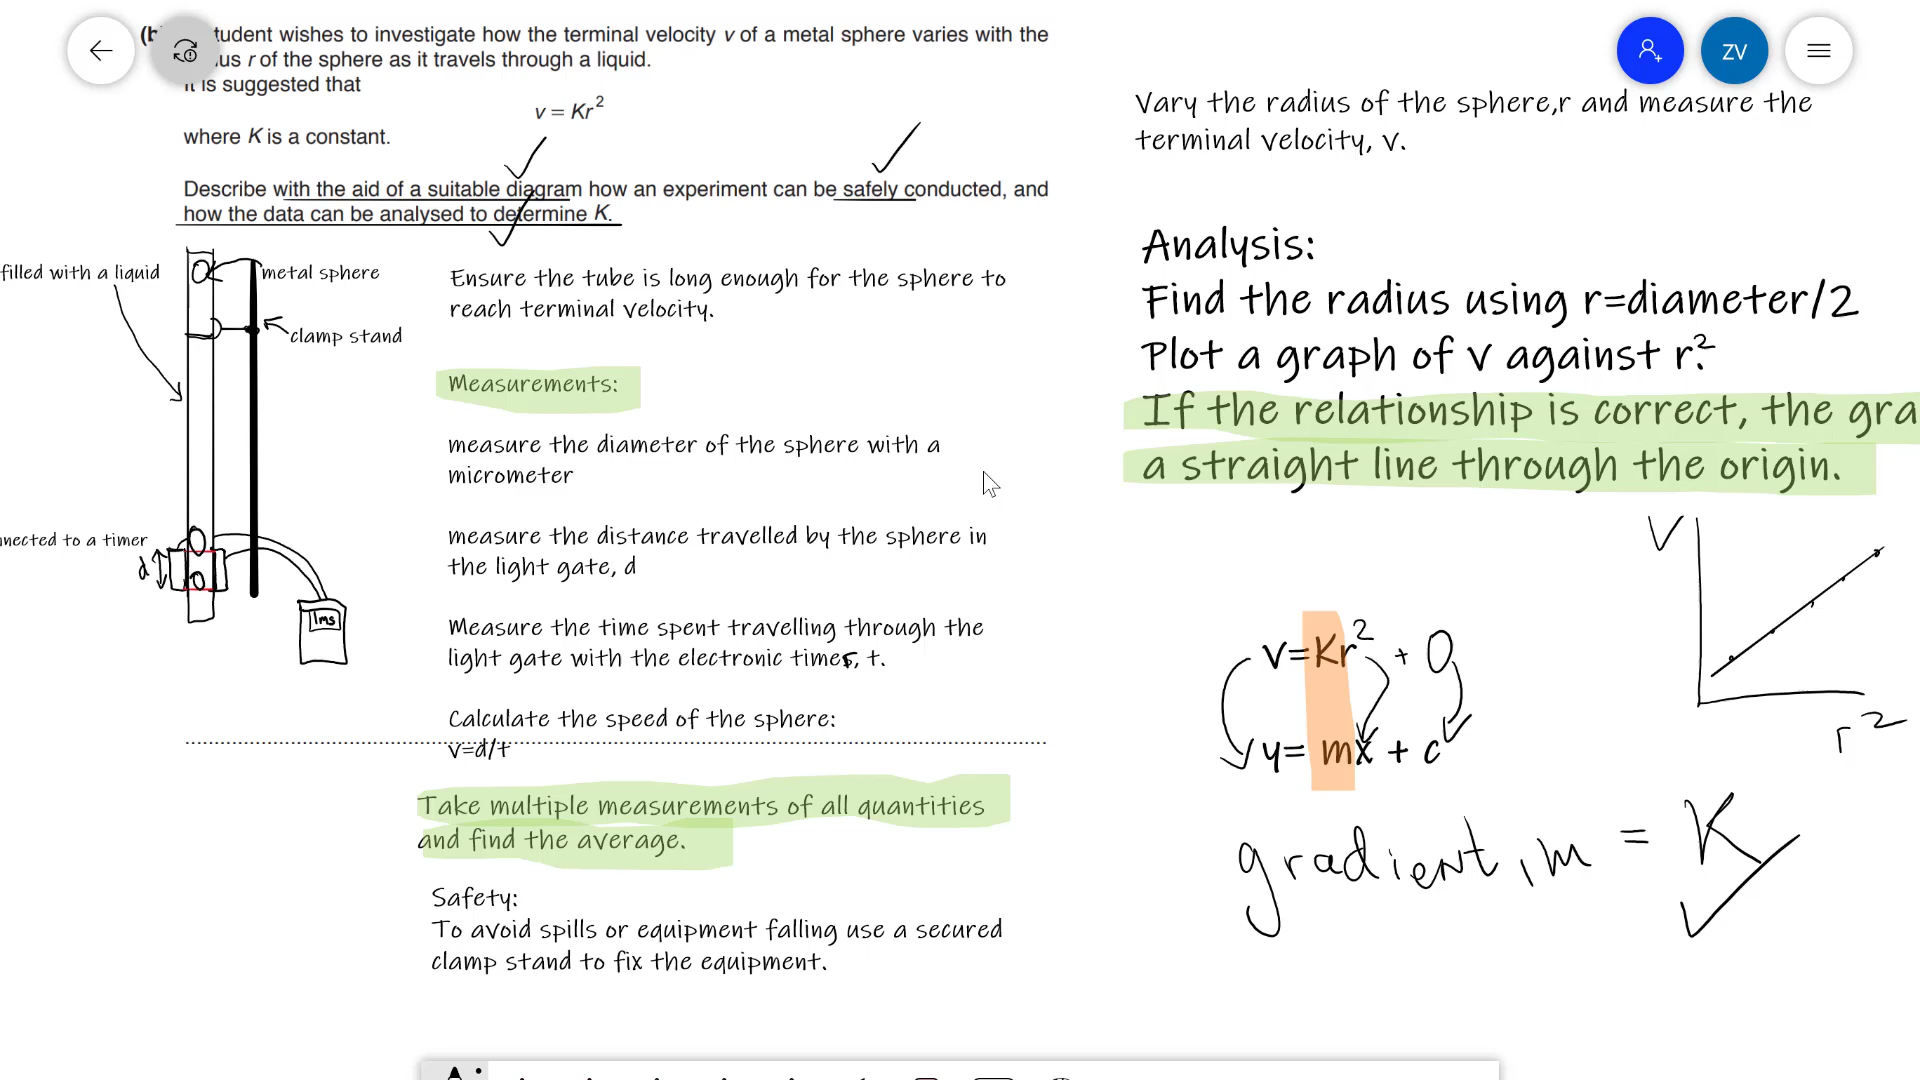 (b
tudent wishes to investigate how the terminal velocity v of a metal sphere varies with the
us r of the sphere as it travels through a liquid.
It is suggested that
v = Kr²
where K is a constant.
Describe with the aid of a suitable diagram how an experiment can be safely conducted, and
how the data can be analysed to determine K.
filled with a liquid
metal sphere
clamp stand
nnected to a timer
d
1ms
Ensure the tube is long enough for the sphere to
reach terminal velocity.
Measurements:
measure the diameter of the sphere with a
micrometer
measure the distance travelled by the sphere in
the light gate, d
Measure the time spent travelling through the
light gate with the electronic timer, t.
Calculate the speed of the sphere:
v=d/t
Take multiple measurements of all quantities
and find the average.
Safety:
To avoid spills or equipment falling use a secured
clamp stand to fix the equipment.
ZV
Vary the radius of the sphere,r and measure the
terminal velocity, v.
Analysis:
Find the radius using r=diameter/2
Plot a graph of v against r².
If the relationship is correct, the gra
a straight line through the origin.
V
r²
v=Kr² + 0
y= mx + c
gradient, m = K